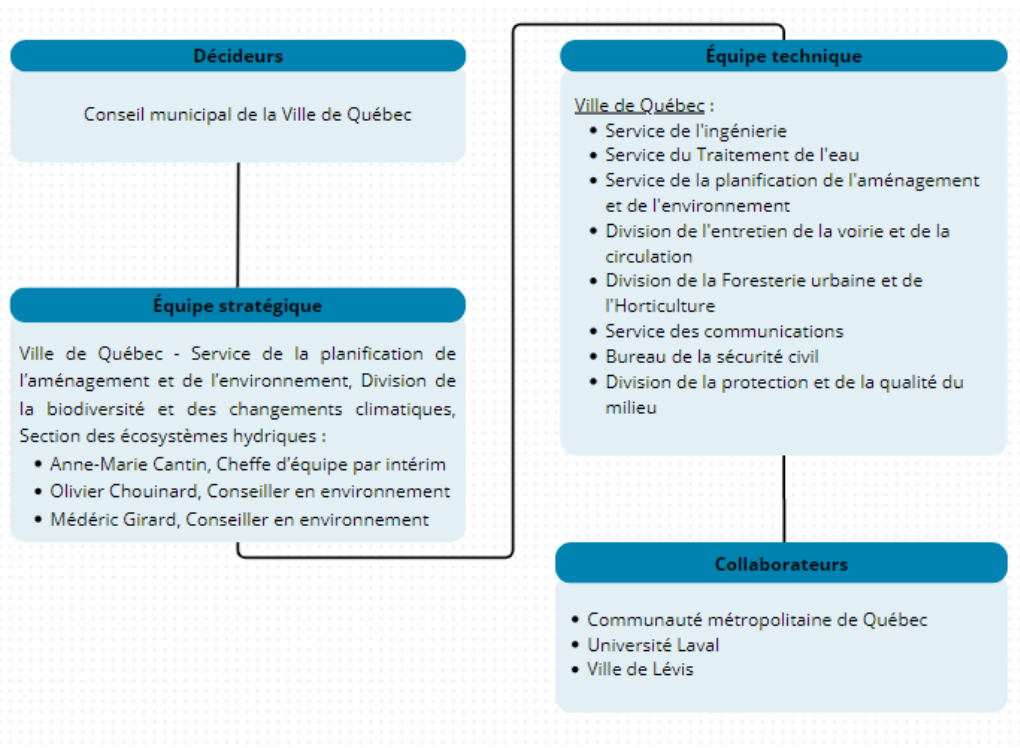 Décideurs
Conseil municipal de la Ville de Québec
Équipe stratégique
Ville de Québec - Service de la planification de
l'aménagement et de l'environnement, Division de
la biodiversité et des changements climatiques,
Section des écosystèmes hydriques :
• Anne-Marie Cantin, Cheffe d'équipe par intérim
• Olivier Chouinard, Conseiller en environnement
• Médéric Girard, Conseiller en environnement
Équipe technique
Ville de Québec :
• Service de l'ingénierie
• Service du Traitement de l'eau
• Service de la planification de l'aménagement
et de l'environnement
• Division de l'entretien de la voirie et de la
circulation
• Division de la Foresterie urbaine et de
l'Horticulture
• Service des communications
• Bureau de la sécurité civil
• Division de la protection et de la qualité du
milieu
Collaborateurs
• Communauté métropolitaine de Québec
• Université Laval
• Ville de Lévis